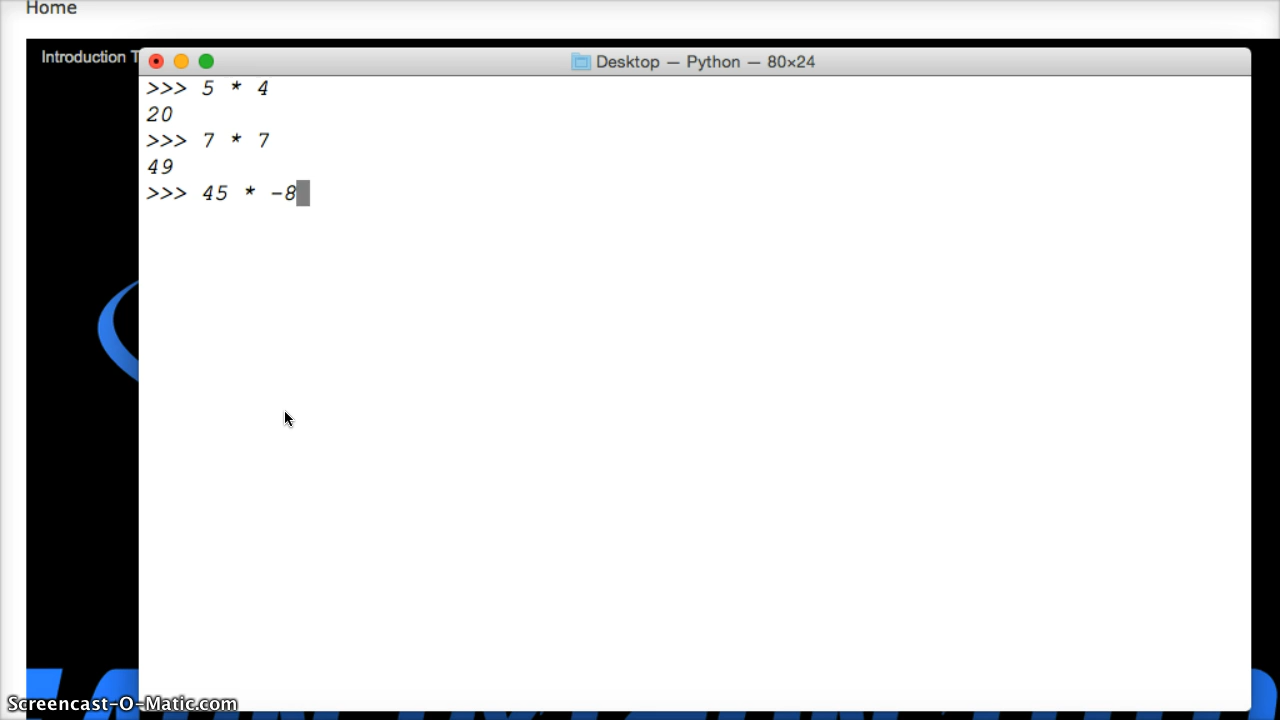 Home
Introduction T
Desktop — Python — 80×24
>>> 5 * 4
20
>>> 7 * 7
49
>>> 45 * -8
Screencast-O-Matic.com